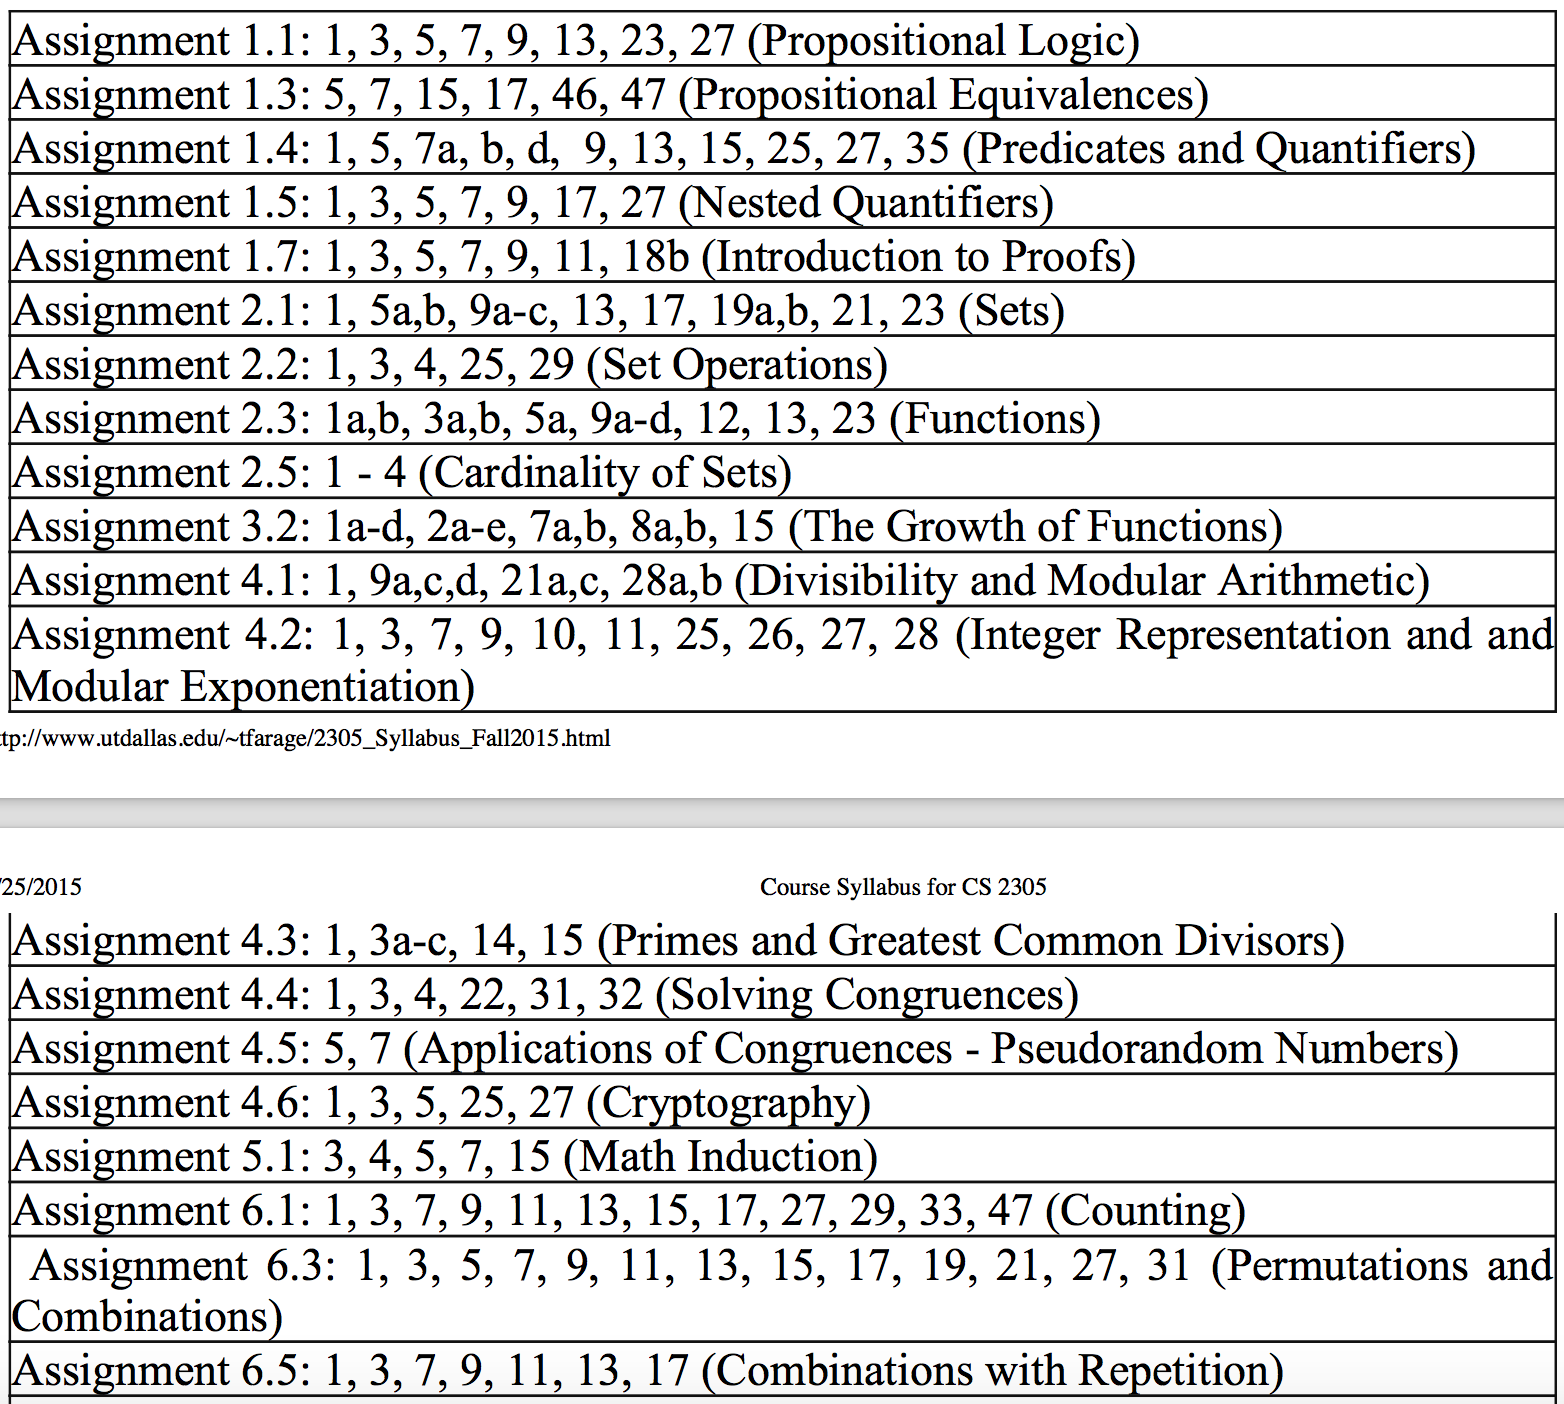 Assignment 1.1: 1, 3, 5, 7, 9, 13, 23, 27 (Propositional Logic)
Assignment 1.3: 5, 7, 15, 17, 46, 47 (Propositional Equivalences)
Assignment 1.4: 1, 5, 7a, b, d,  9, 13, 15, 25, 27, 35 (Predicates and Quantifiers)
Assignment 1.5: 1, 3, 5, 7, 9, 17, 27 (Nested Quantifiers)
Assignment 1.7: 1, 3, 5, 7, 9, 11, 18b (Introduction to Proofs)
Assignment 2.1: 1, 5a,b, 9a-c, 13, 17, 19a,b, 21, 23 (Sets)
Assignment 2.2: 1, 3, 4, 25, 29 (Set Operations)
Assignment 2.3: 1a,b, 3a,b, 5a, 9a-d, 12, 13, 23 (Functions)
Assignment 2.5: 1 - 4 (Cardinality of Sets)
Assignment 3.2: 1a-d, 2a-e, 7a,b, 8a,b, 15 (The Growth of Functions)
Assignment 4.1: 1, 9a,c,d, 21a,c, 28a,b (Divisibility and Modular Arithmetic)
Assignment 4.2: 1, 3, 7, 9, 10, 11, 25, 26, 27, 28 (Integer Representation and and
Modular Exponentiation)
tp://www.utdallas.edu/~tfarage/2305_Syllabus_Fall2015.html
/25/2015 Course Syllabus for CS 2305
Assignment 4.3: 1, 3a-c, 14, 15 (Primes and Greatest Common Divisors)
Assignment 4.4: 1, 3, 4, 22, 31, 32 (Solving Congruences)
Assignment 4.5: 5, 7 (Applications of Congruences - Pseudorandom Numbers)
Assignment 4.6: 1, 3, 5, 25, 27 (Cryptography)
Assignment 5.1: 3, 4, 5, 7, 15 (Math Induction)
Assignment 6.1: 1, 3, 7, 9, 11, 13, 15, 17, 27, 29, 33, 47 (Counting)
Assignment 6.3: 1, 3, 5, 7, 9, 11, 13, 15, 17, 19, 21, 27, 31 (Permutations and
Combinations)
Assignment 6.5: 1, 3, 7, 9, 11, 13, 17 (Combinations with Repetition)